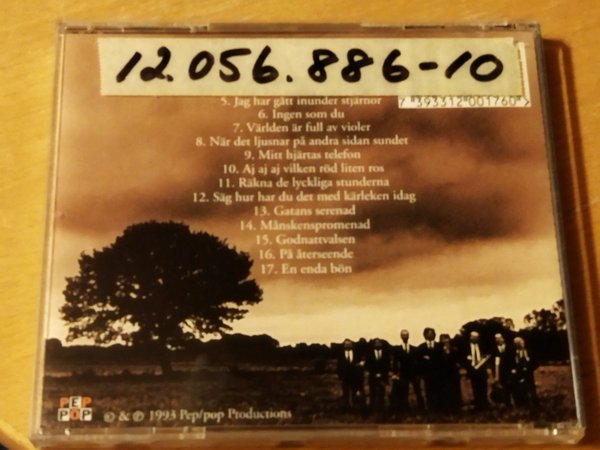 12.056.886-10
5. Jag har gått inunder stjärnor
7 393312 001760 >
6. Ingen som du
7. Världen är full av violer
8. När det ljusnar på andra sidan sundet
9. Mitt hjärtas telefon
10. Aj aj aj vilken röd liten ros
11. Räkna de lyckliga stunderna
12. Säg hur har du det med kärleken idag
13. Gatans serenad
14. Månskenspromenad
15. Godnattvalsen
16. På återseende
17. En enda bön
PEP
POP
© & ℗ 1993 Pep/pop Productions